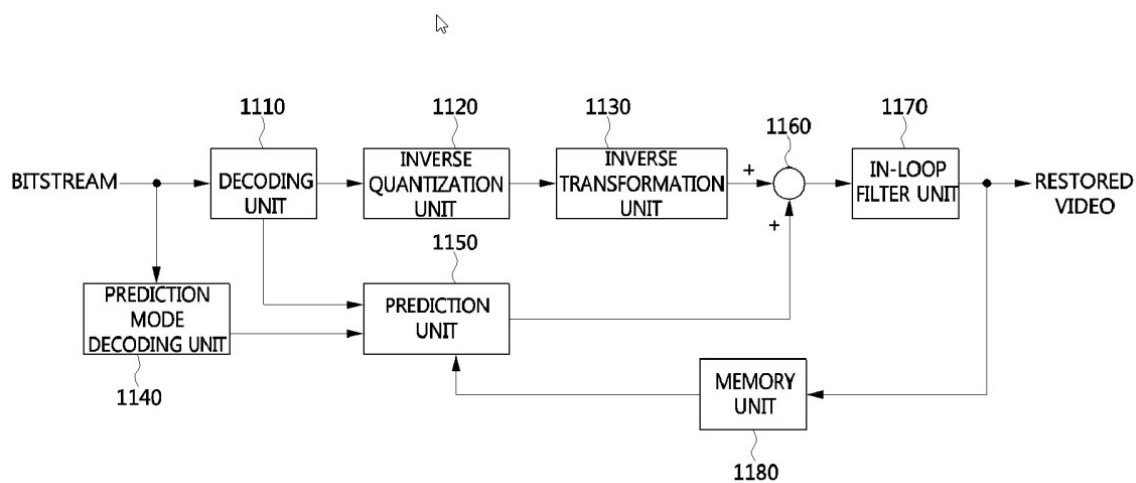 1110
1120
1130
1160
1170
BITSTREAM
DECODING
UNIT
INVERSE
QUANTIZATION
UNIT
INVERSE
TRANSFORMATION
UNIT
+
+
IN-LOOP
FILTER UNIT
RESTORED
VIDEO
1150
PREDICTION
MODE
DECODING UNIT
PREDICTION
UNIT
1140
MEMORY
UNIT
1180